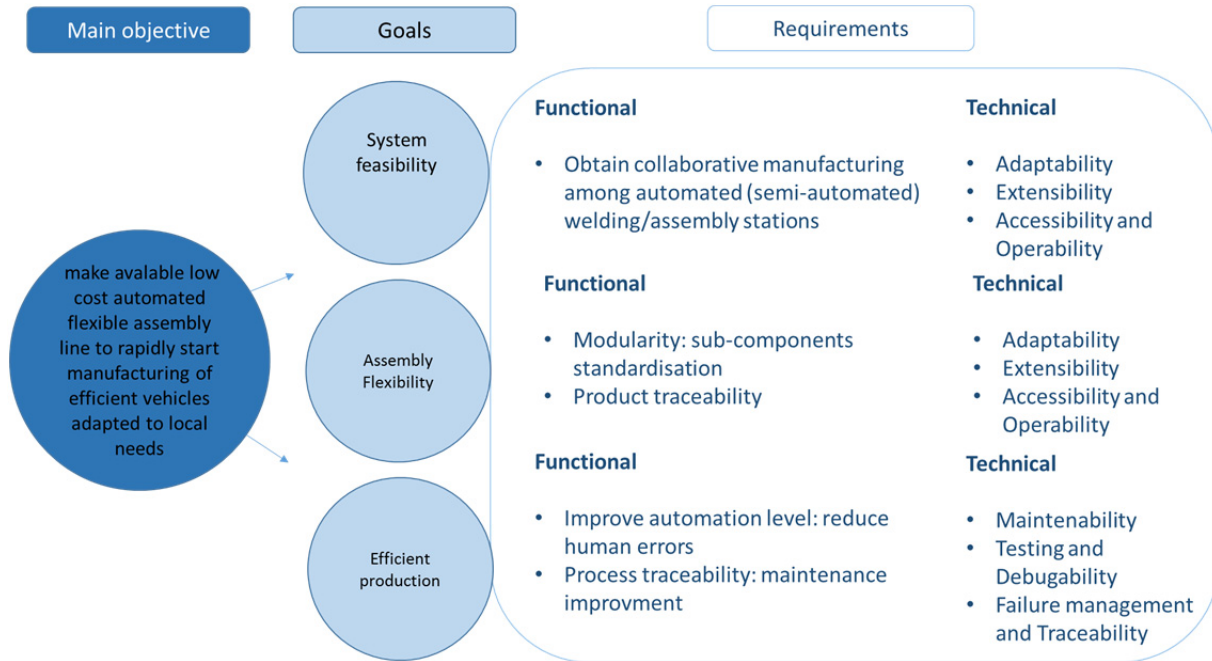 Main objective
Goals
Requirements
make avalable low
cost automated
flexible assembly
line to rapidly start
manufacturing of
efficient vehicles
adapted to local
needs
System
feasibility
Functional
• Obtain collaborative manufacturing
among automated (semi-automated)
welding/assembly stations
Technical
• Adaptability
• Extensibility
• Accessibility and
Operability
Assembly
Flexibility
Functional
• Modularity: sub-components
standardisation
• Product traceability
Technical
• Adaptability
• Extensibility
• Accessibility and
Operability
Efficient
production
Functional
• Improve automation level: reduce
human errors
• Process traceability: maintenance
improvment
Technical
• Maintenability
• Testing and
Debugability
• Failure management
and Traceability